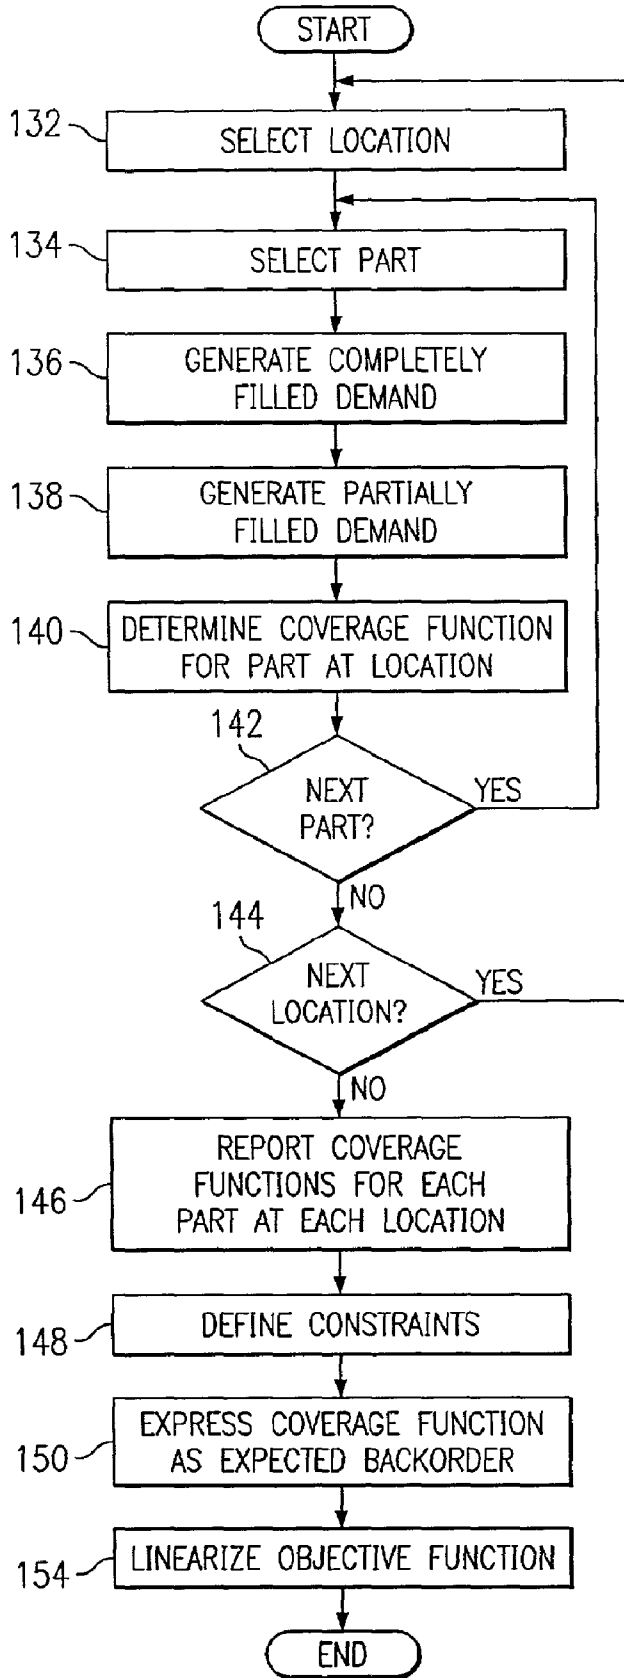 START
132
SELECT LOCATION
134
SELECT PART
136
GENERATE COMPLETELY
FILLED DEMAND
138
GENERATE PARTIALLY
FILLED DEMAND
140
DETERMINE COVERAGE FUNCTION
FOR PART AT LOCATION
142
NEXT
PART?
YES
NO
144
NEXT
LOCATION?
YES
NO
146
REPORT COVERAGE
FUNCTIONS FOR EACH
PART AT EACH LOCATION
148
DEFINE CONSTRAINTS
150
EXPRESS COVERAGE FUNCTION
AS EXPECTED BACKORDER
154
LINEARIZE OBJECTIVE FUNCTION
END